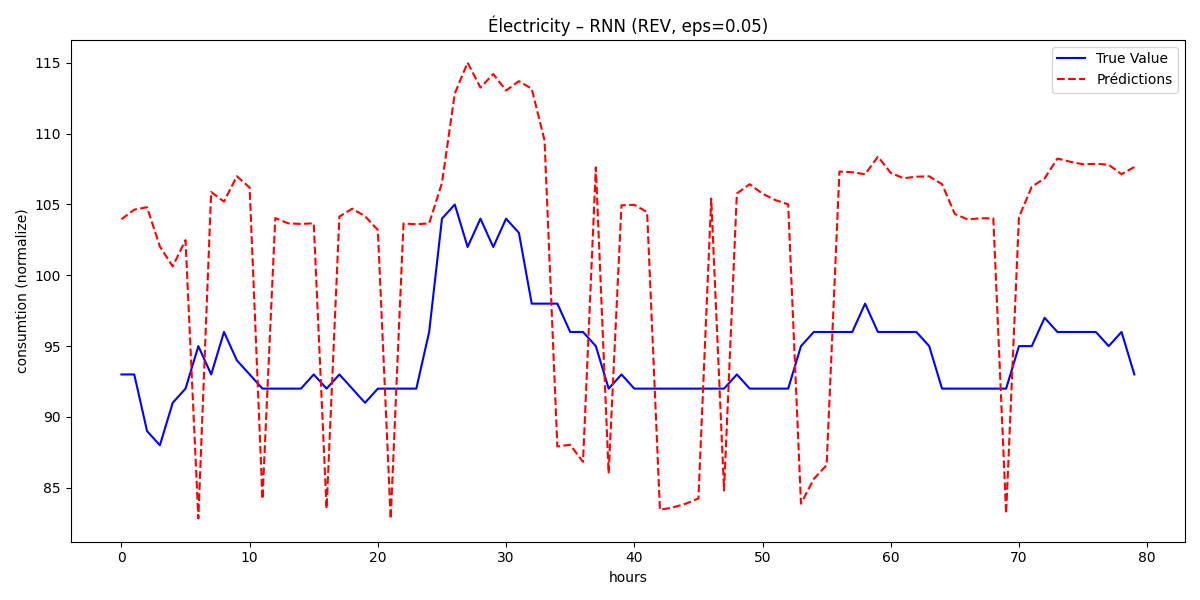 Électricity – RNN (REV, eps=0.05)
True Value
Prédictions
consumtion (normalize)
115
110
105
100
95
90
85
0 10 20 30 40 50 60 70 80
hours